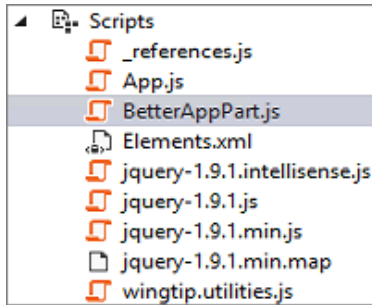 Scripts
_references.js
App.js
BetterAppPart.js
Elements.xml
jquery-1.9.1.intellisense.js
jquery-1.9.1.js
jquery-1.9.1.min.js
jquery-1.9.1.min.map
wingtip.utilities.js